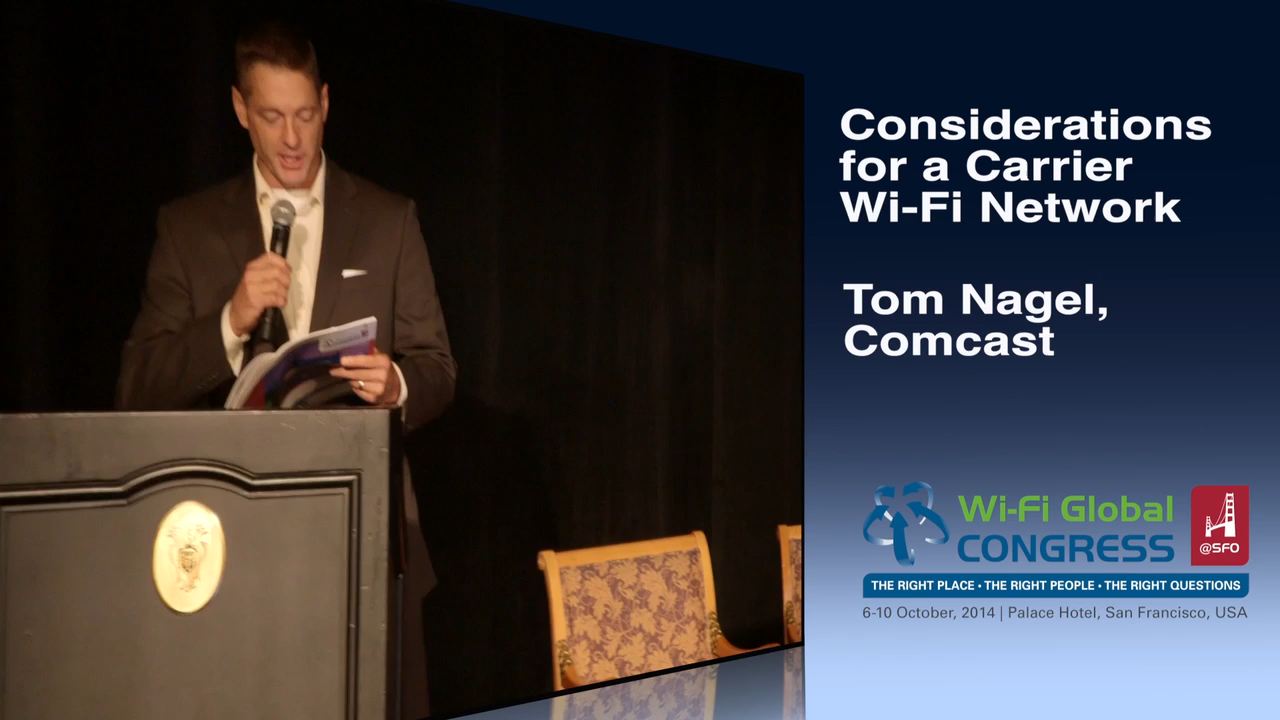 Considerations
for a Carrier
Wi-Fi Network
Tom Nagel,
Comcast
Wi-Fi Global
CONGRESS
@SFO
THE RIGHT PLACE • THE RIGHT PEOPLE • THE RIGHT QUESTIONS
6-10 October, 2014 | Palace Hotel, San Francisco, USA